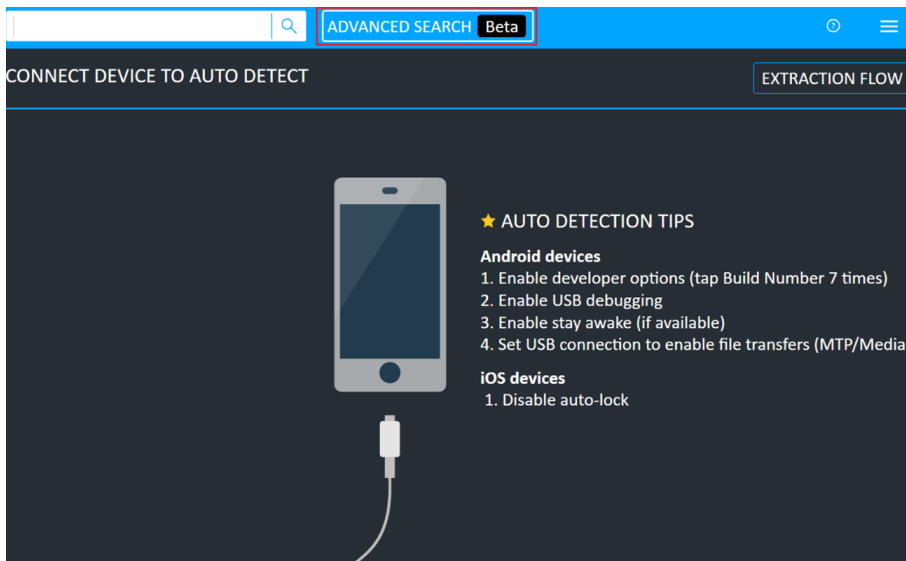 ADVANCED SEARCH Beta
CONNECT DEVICE TO AUTO DETECT
EXTRACTION FLOW
AUTO DETECTION TIPS
Android devices
1. Enable developer options (tap Build Number 7 times)
2. Enable USB debugging
3. Enable stay awake (if available)
4. Set USB connection to enable file transfers (MTP/Media
iOS devices
1. Disable auto-lock